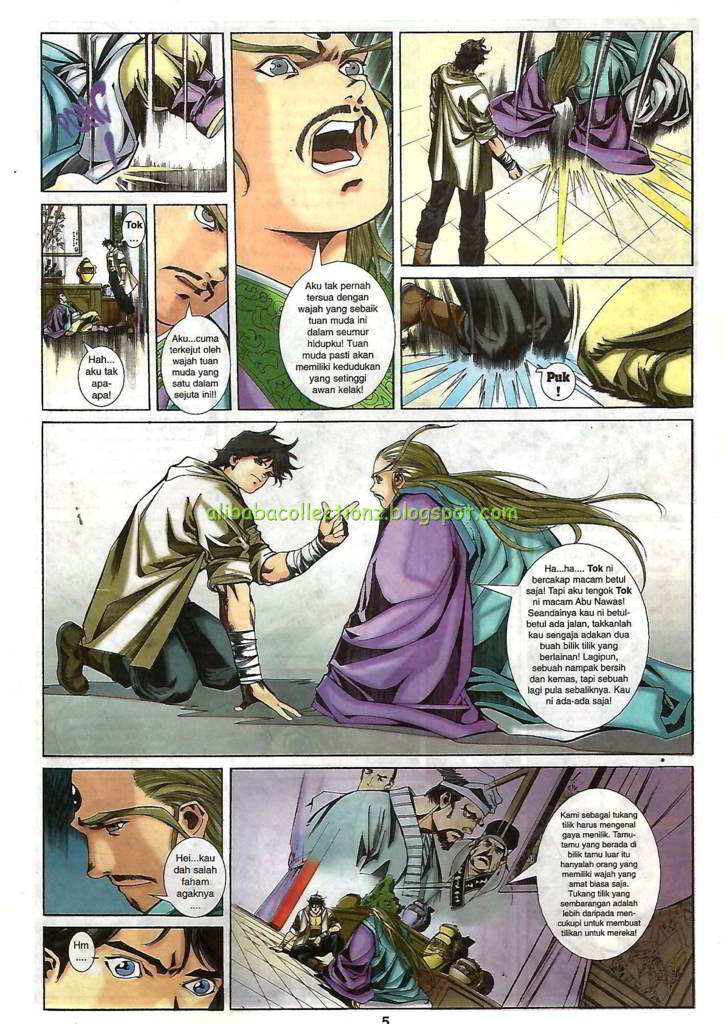 Aku tak pernah
tersua dengan
wajah yang sebaik
tuan muda ini
dalam seumur
hidupku! Tuan
muda pasti akan
memiliki kedudukan
yang setinggi
awan kelak!
Tok
....
Hah...
aku tak
apa-
apa!
Aku...cuma
terkejut oleh
wajah tuan
muda yang
satu dalam
sejuta ini!!
Puk
!
alibabacollectionz.blogspot.com
Ha...ha.... Tok ni
bercakap macam betul
saja! Tapi aku tengok Tok
ni macam Abu Nawas!
Seandainya kau ni betul-
betul ada jalan, takkanlah
kau sengaja adakan dua
buah bilik tilik yang
berlainan! Lagipun,
sebuah nampak bersih
dan kemas, tapi sebuah
lagi pula sebaliknya. Kau
ni ada-ada saja!
Hei...kau
dah salah
faham
agaknya
....
Hm
....
Kami sebagai tukang
tilik harus mengenal
gaya menilik. Tamu-
tamu yang berada di
bilik tamu luar itu
hanyalah orang yang
memiliki wajah yang
amat biasa saja.
Tukang tilik yang
sembarangan adalah
lebih daripada men-
cukupi untuk membuat
tilikan untuk mereka!
5